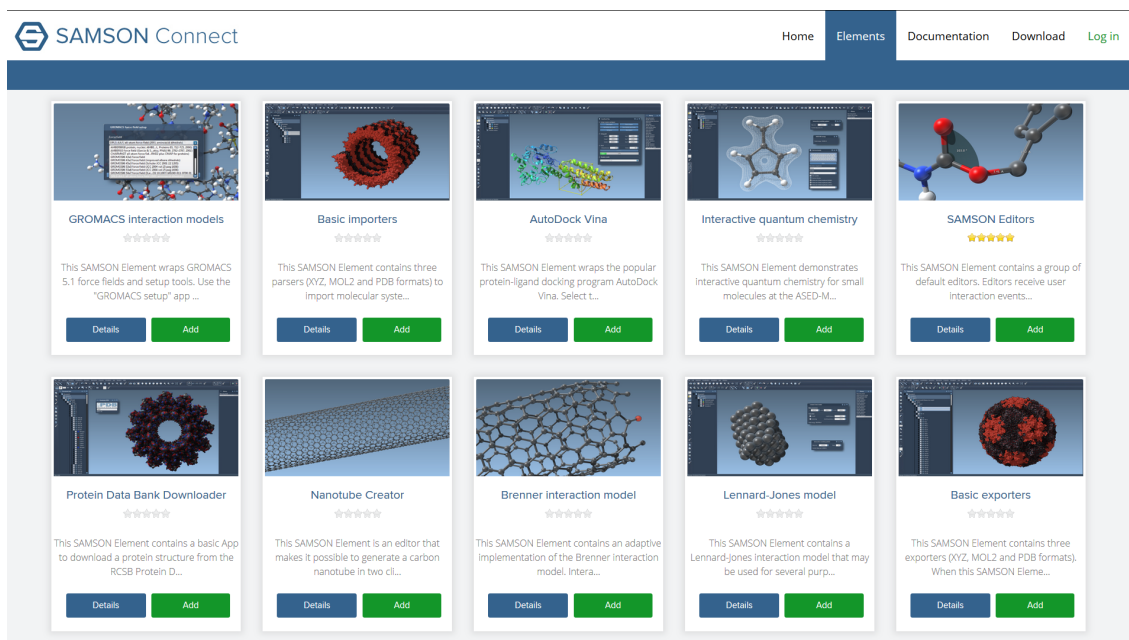 SAMSON Connect
Home
Elements
Documentation
Download
Log in
GROMACS interaction models
This SAMSON Element wraps GROMACS
5.1 force fields and setup tools. Use the
"GROMACS setup" app ...
Details
Add
Basic importers
This SAMSON Element contains three
parsers (XYZ, MOL2 and PDB formats) to
import molecular syste...
Details
Add
AutoDock Vina
This SAMSON Element wraps the popular
protein-ligand docking program AutoDock
Vina. Select t...
Details
Add
Interactive quantum chemistry
This SAMSON Element demonstrates
interactive quantum chemistry for small
molecules at the ASED-M...
Details
Add
SAMSON Editors
This SAMSON Element contains a group of
default editors. Editors receive user
interaction events...
Details
Add
Protein Data Bank Downloader
This SAMSON Element contains a basic App
to download a protein structure from the
RCSB Protein D...
Details
Add
Nanotube Creator
This SAMSON Element is an editor that
makes it possible to generate a carbon
nanotube in two cli...
Details
Add
Brenner interaction model
This SAMSON Element contains an adaptive
implementation of the Brenner interaction
model. Intera...
Details
Add
Lennard-Jones model
This SAMSON Element contains a
Lennard-Jones interaction model that may
be used for several purp...
Details
Add
Basic exporters
This SAMSON Element contains three
exporters (XYZ, MOL2 and PDB formats).
When this SAMSON Eleme...
Details
Add